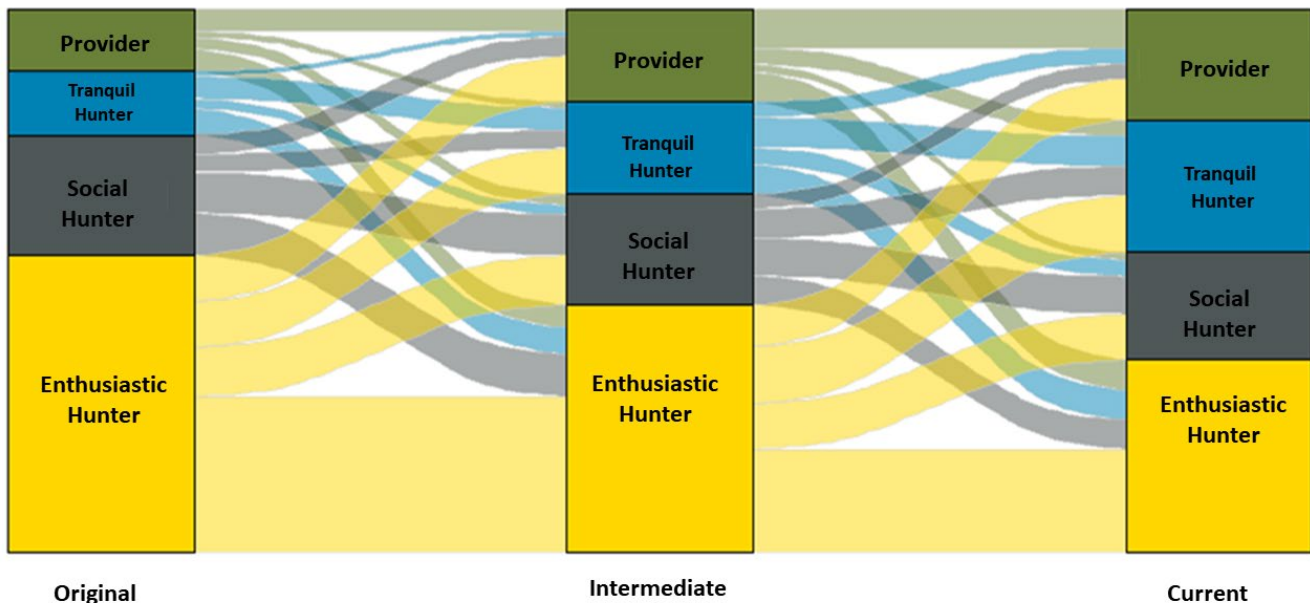 Provider
Tranquil
Hunter
Social
Hunter
Enthusiastic
Hunter
Original
Provider
Tranquil
Hunter
Social
Hunter
Enthusiastic
Hunter
Intermediate
Provider
Tranquil
Hunter
Social
Hunter
Enthusiastic
Hunter
Current